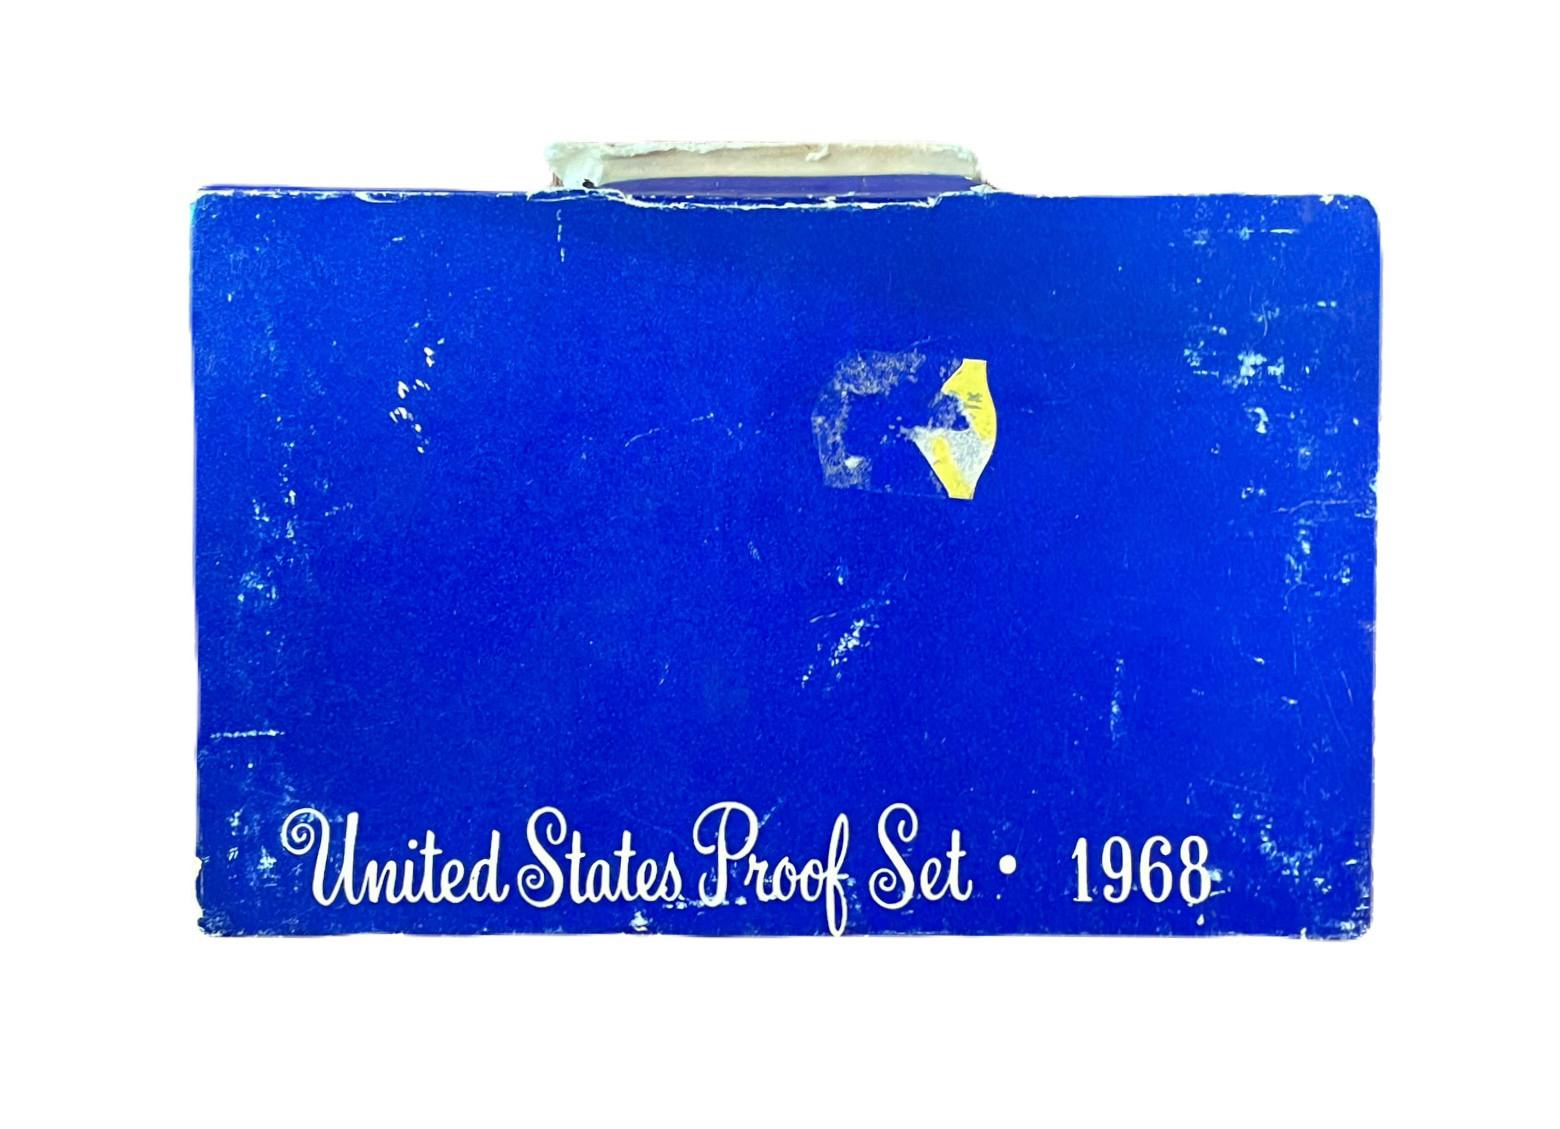 United States Proof Set • 1968